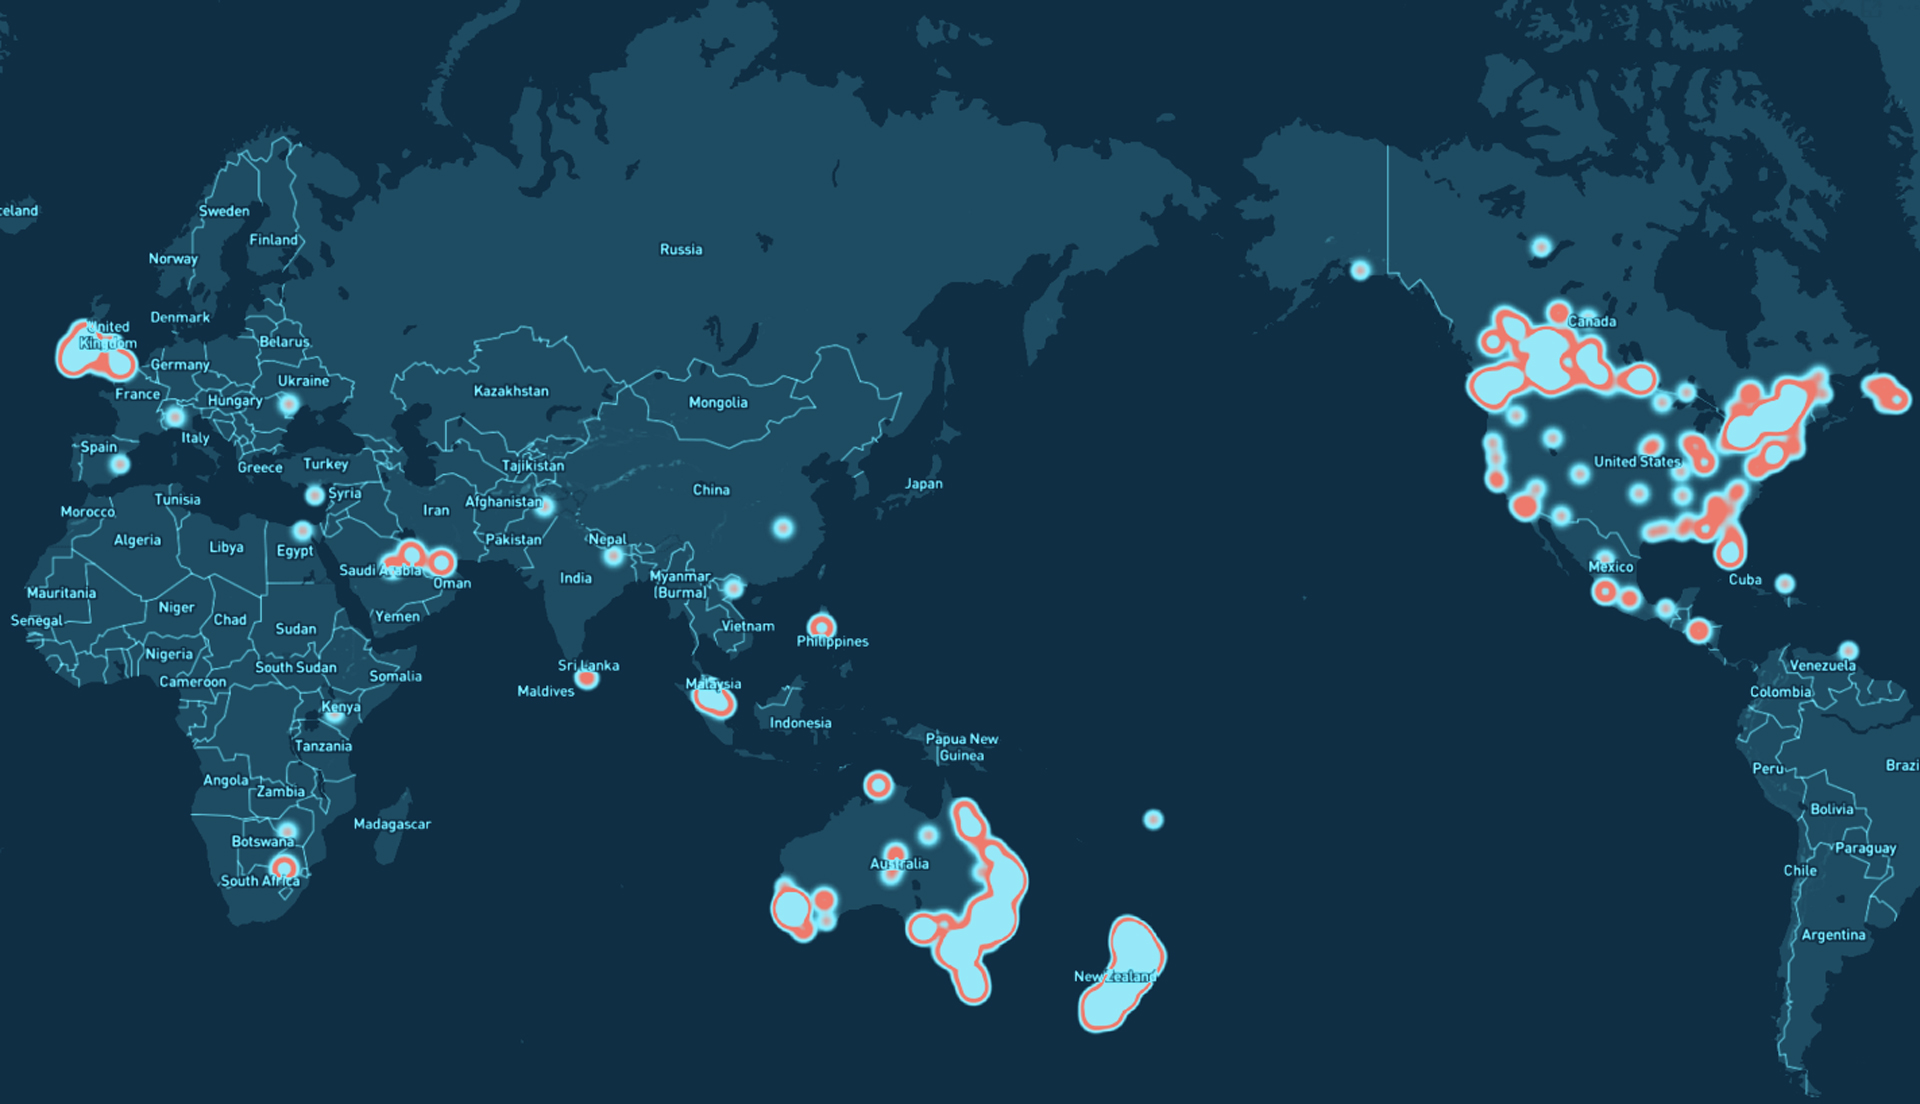 celand
Sweden
Finland
Norway
Russia
Denmark
United
Kingdom
Canada
Belarus
Germany
Ukraine
France
Hungary
Kazakhstan
Mongolia
Italy
Spain
Greece
Turkey
Tajikistan
United States
Japan
China
Syria
Tunisia
Afghanistan
Morocco
Iran
Algeria
Libya
Egypt
Pakistan
Nepal
Saudi Arabia
Oman
India
Myanmar
(Burma)
Mexico
Cuba
Mauritania
Niger
Chad
Yemen
Senegal
Sudan
Vietnam
Philippines
Nigeria
South Sudan
Somalia
Sri Lanka
Venezuela
Cameroon
Malaysia
Maldives
Colombia
Kenya
Indonesia
Tanzania
Papua New
Guinea
Peru
Brazi
Angola
Zambia
Bolivia
Madagascar
Botswana
Paraguay
Australia
Chile
South Africa
Argentina
New Zealand